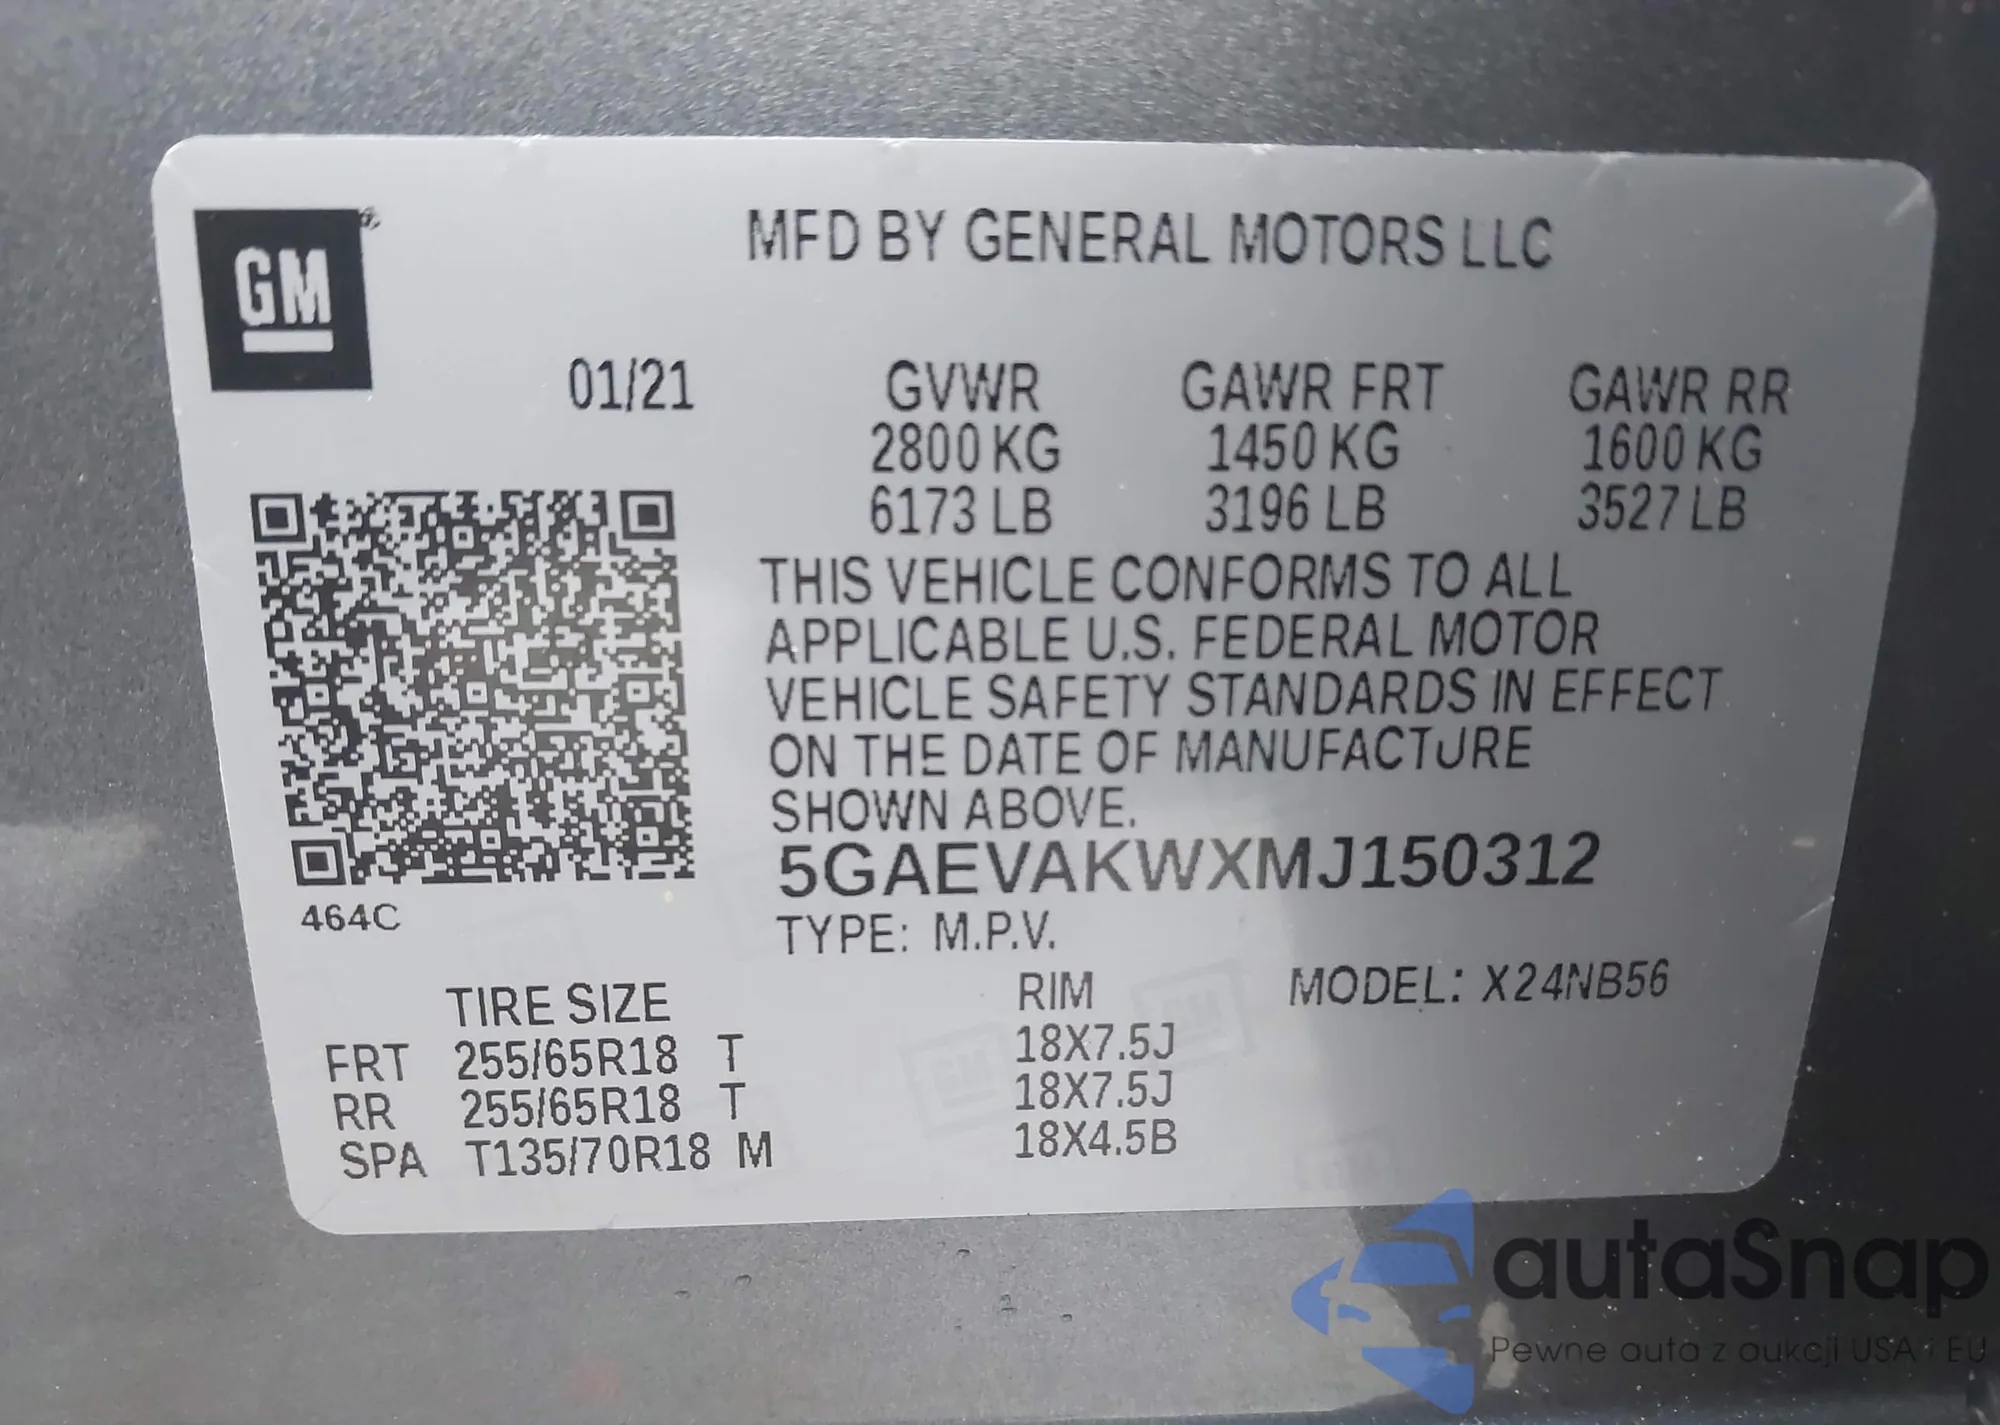 GM®
MFD BY GENERAL MOTORS LLC
01/21
GVWR GAWR FRT GAWR RR
2800 KG 1450 KG 1600 KG
6173 LB 3196 LB 3527 LB
THIS VEHICLE CONFORMS TO ALL
APPLICABLE U.S. FEDERAL MOTOR
VEHICLE SAFETY STANDARDS IN EFFECT
ON THE DATE OF MANUFACTURE
SHOWN ABOVE.
5GAEVAKWXMJ150312
464C
TYPE: M.P.V.
TIRE SIZE RIM MODEL: X24NB56
FRT 255/65R18 T 18X7.5J
RR 255/65R18 T 18X7.5J
SPA T135/70R18 M 18X4.5B
autaSnap
Pewne auta z aukcji USA i EU